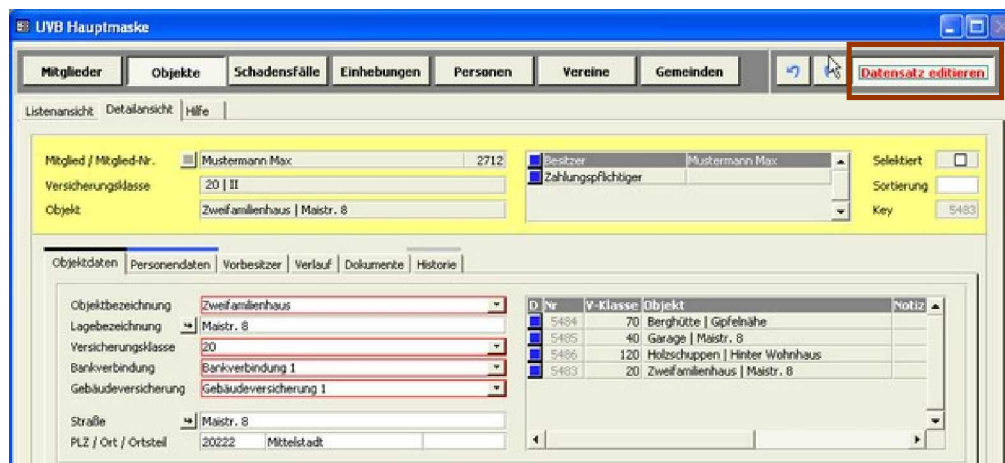 UVB Hauptmaske
Mitglieder Objekte Schadensfälle Einhebungen Personen Vereine Gemeinden Datensatz editieren
Listenansicht Detailansicht Hilfe
Mitglied / Mitglied-Nr. Mustermann Max 2712 Besitzer Mustermann Max Selektiert
Versicherungsklasse 20 | II Zahlungspflichtiger Sortierung
Objekt Zweifamilienhaus | Maistr. 8 Key 5483
Objektdaten Personendaten Vorbesitzer Verlauf Dokumente Historie
Objektbezeichnung Zweifamilienhaus D Nr V-Klasse Objekt Notiz
Lagebezeichnung Maistr. 8 5484 70 Berghütte | Gipfelnähe
Versicherungsklasse 20 5485 40 Garage | Maistr. 8
Bankverbindung Bankverbindung 1 5486 120 Holzschuppen | Hinter Wohnhaus
Gebäudeversicherung Gebäudeversicherung 1 5483 20 Zweifamilienhaus | Maistr. 8
Straße Maistr. 8
PLZ / Ort / Ortsteil 20222 Mittelstadt